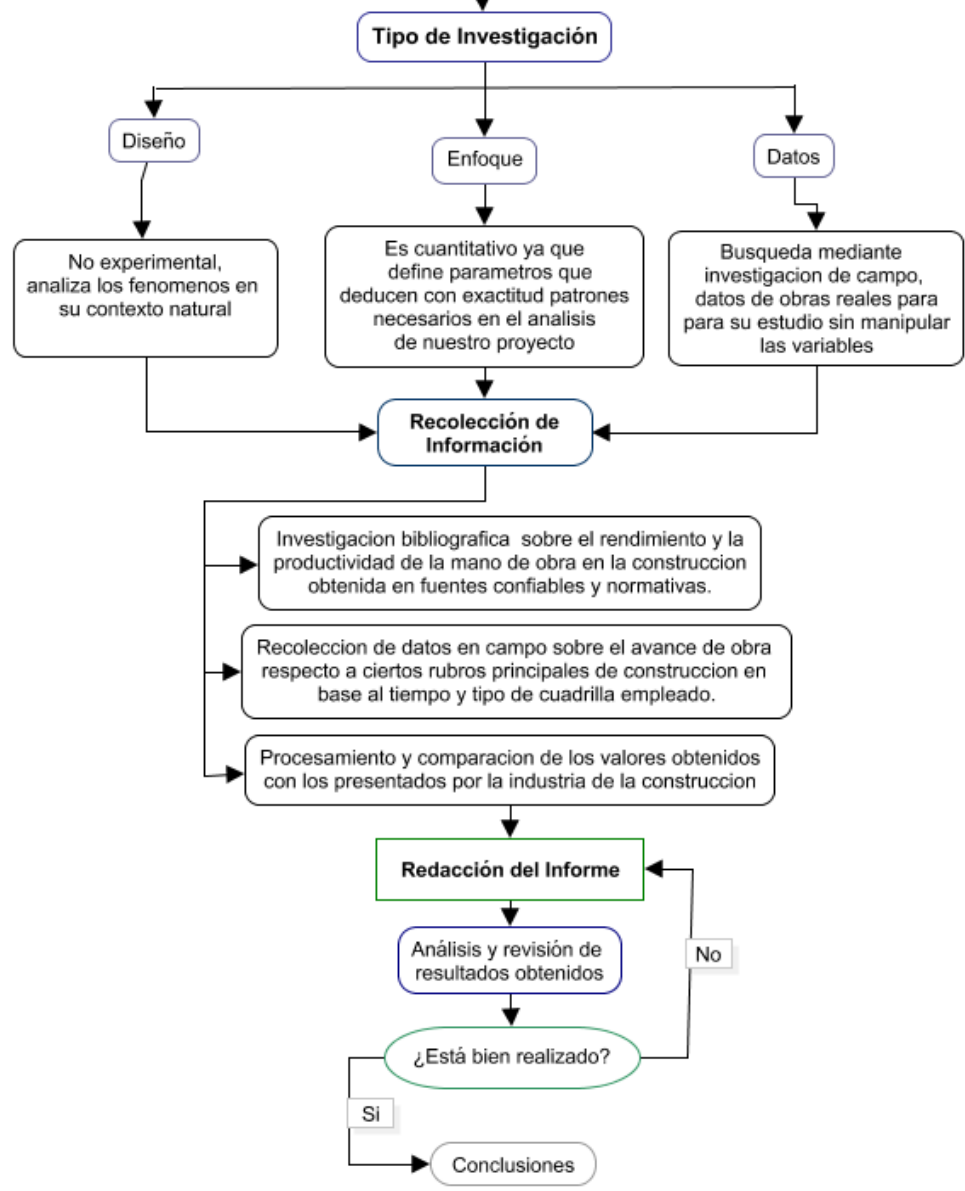 Tipo de Investigación
Diseño
Enfoque
Datos
No experimental,
analiza los fenomenos en
su contexto natural
Es cuantitativo ya que
define parametros que
deducen con exactitud patrones
necesarios en el analisis
de nuestro proyecto
Busqueda mediante
investigacion de campo,
datos de obras reales para
para su estudio sin manipular
las variables
Recolección de
Información
Investigacion bibliografica sobre el rendimiento y la
productividad de la mano de obra en la construccion
obtenida en fuentes confiables y normativas.
Recoleccion de datos en campo sobre el avance de obra
respecto a ciertos rubros principales de construccion en
base al tiempo y tipo de cuadrilla empleado.
Procesamiento y comparacion de los valores obtenidos
con los presentados por la industria de la construccion
Redacción del Informe
Análisis y revisión de
resultados obtenidos
No
¿Está bien realizado?
Si
Conclusiones